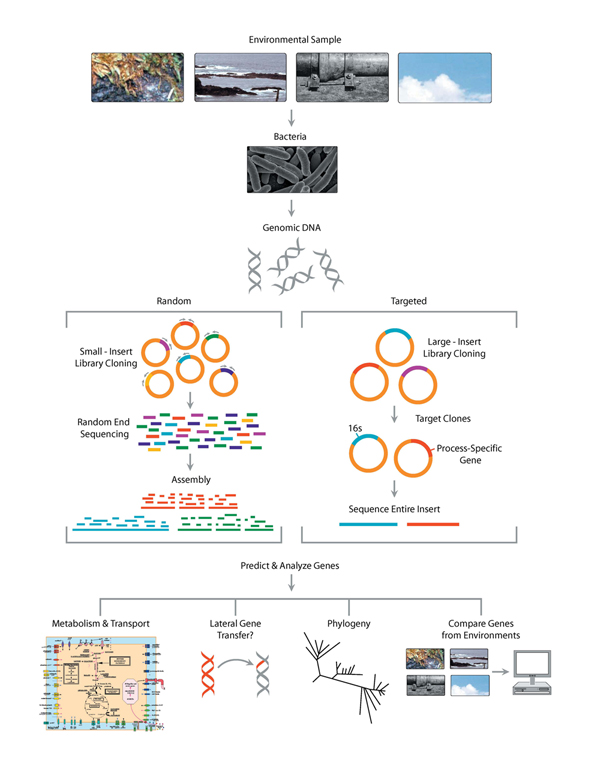 Environmental Sample
Bacteria
Genomic DNA
Random
Targeted
Small - Insert
Library Cloning
Random End
Sequencing
Assembly
Large - Insert
Library Cloning
Target Clones
16s
Process-Specific
Gene
Sequence Entire Insert
Predict & Analyze Genes
Metabolism & Transport
Lateral Gene
Transfer?
Phylogeny
Compare Genes
from Environments